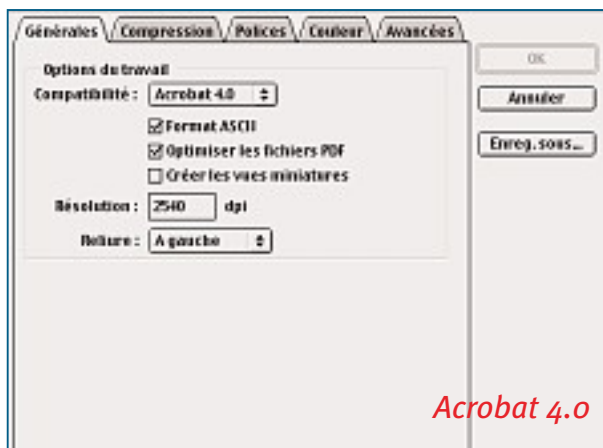 Générales Compression Polices Couleur Avancées
Options du travail
Compatibilité : Acrobat 4.0
Format ASCII
Optimiser les fichiers PDF
Créer les vues miniatures
Résolution : 2540 dpi
Reliure : A gauche
OK
Annuler
Enreg. sous...
Acrobat 4.0